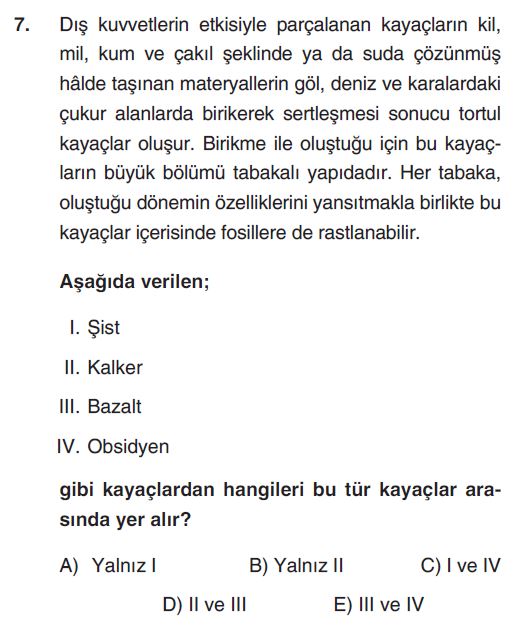 7. Dış kuvvetlerin etkisiyle parçalanan kayaçların kil,
mil, kum ve çakıl şeklinde ya da suda çözünmüş
hâlde taşınan materyallerin göl, deniz ve karalardaki
çukur alanlarda birikerek sertleşmesi sonucu tortul
kayaçlar oluşur. Birikme ile oluştuğu için bu kayaç-
ların büyük bölümü tabakalı yapıdadır. Her tabaka,
oluştuğu dönemin özelliklerini yansıtmakla birlikte bu
kayaçlar içerisinde fosillere de rastlanabilir.
Aşağıda verilen;
I. Şist
II. Kalker
III. Bazalt
IV. Obsidyen
gibi kayaçlardan hangileri bu tür kayaçlar ara-
sında yer alır?
A) Yalnız I B) Yalnız II C) I ve IV
D) II ve III E) III ve IV